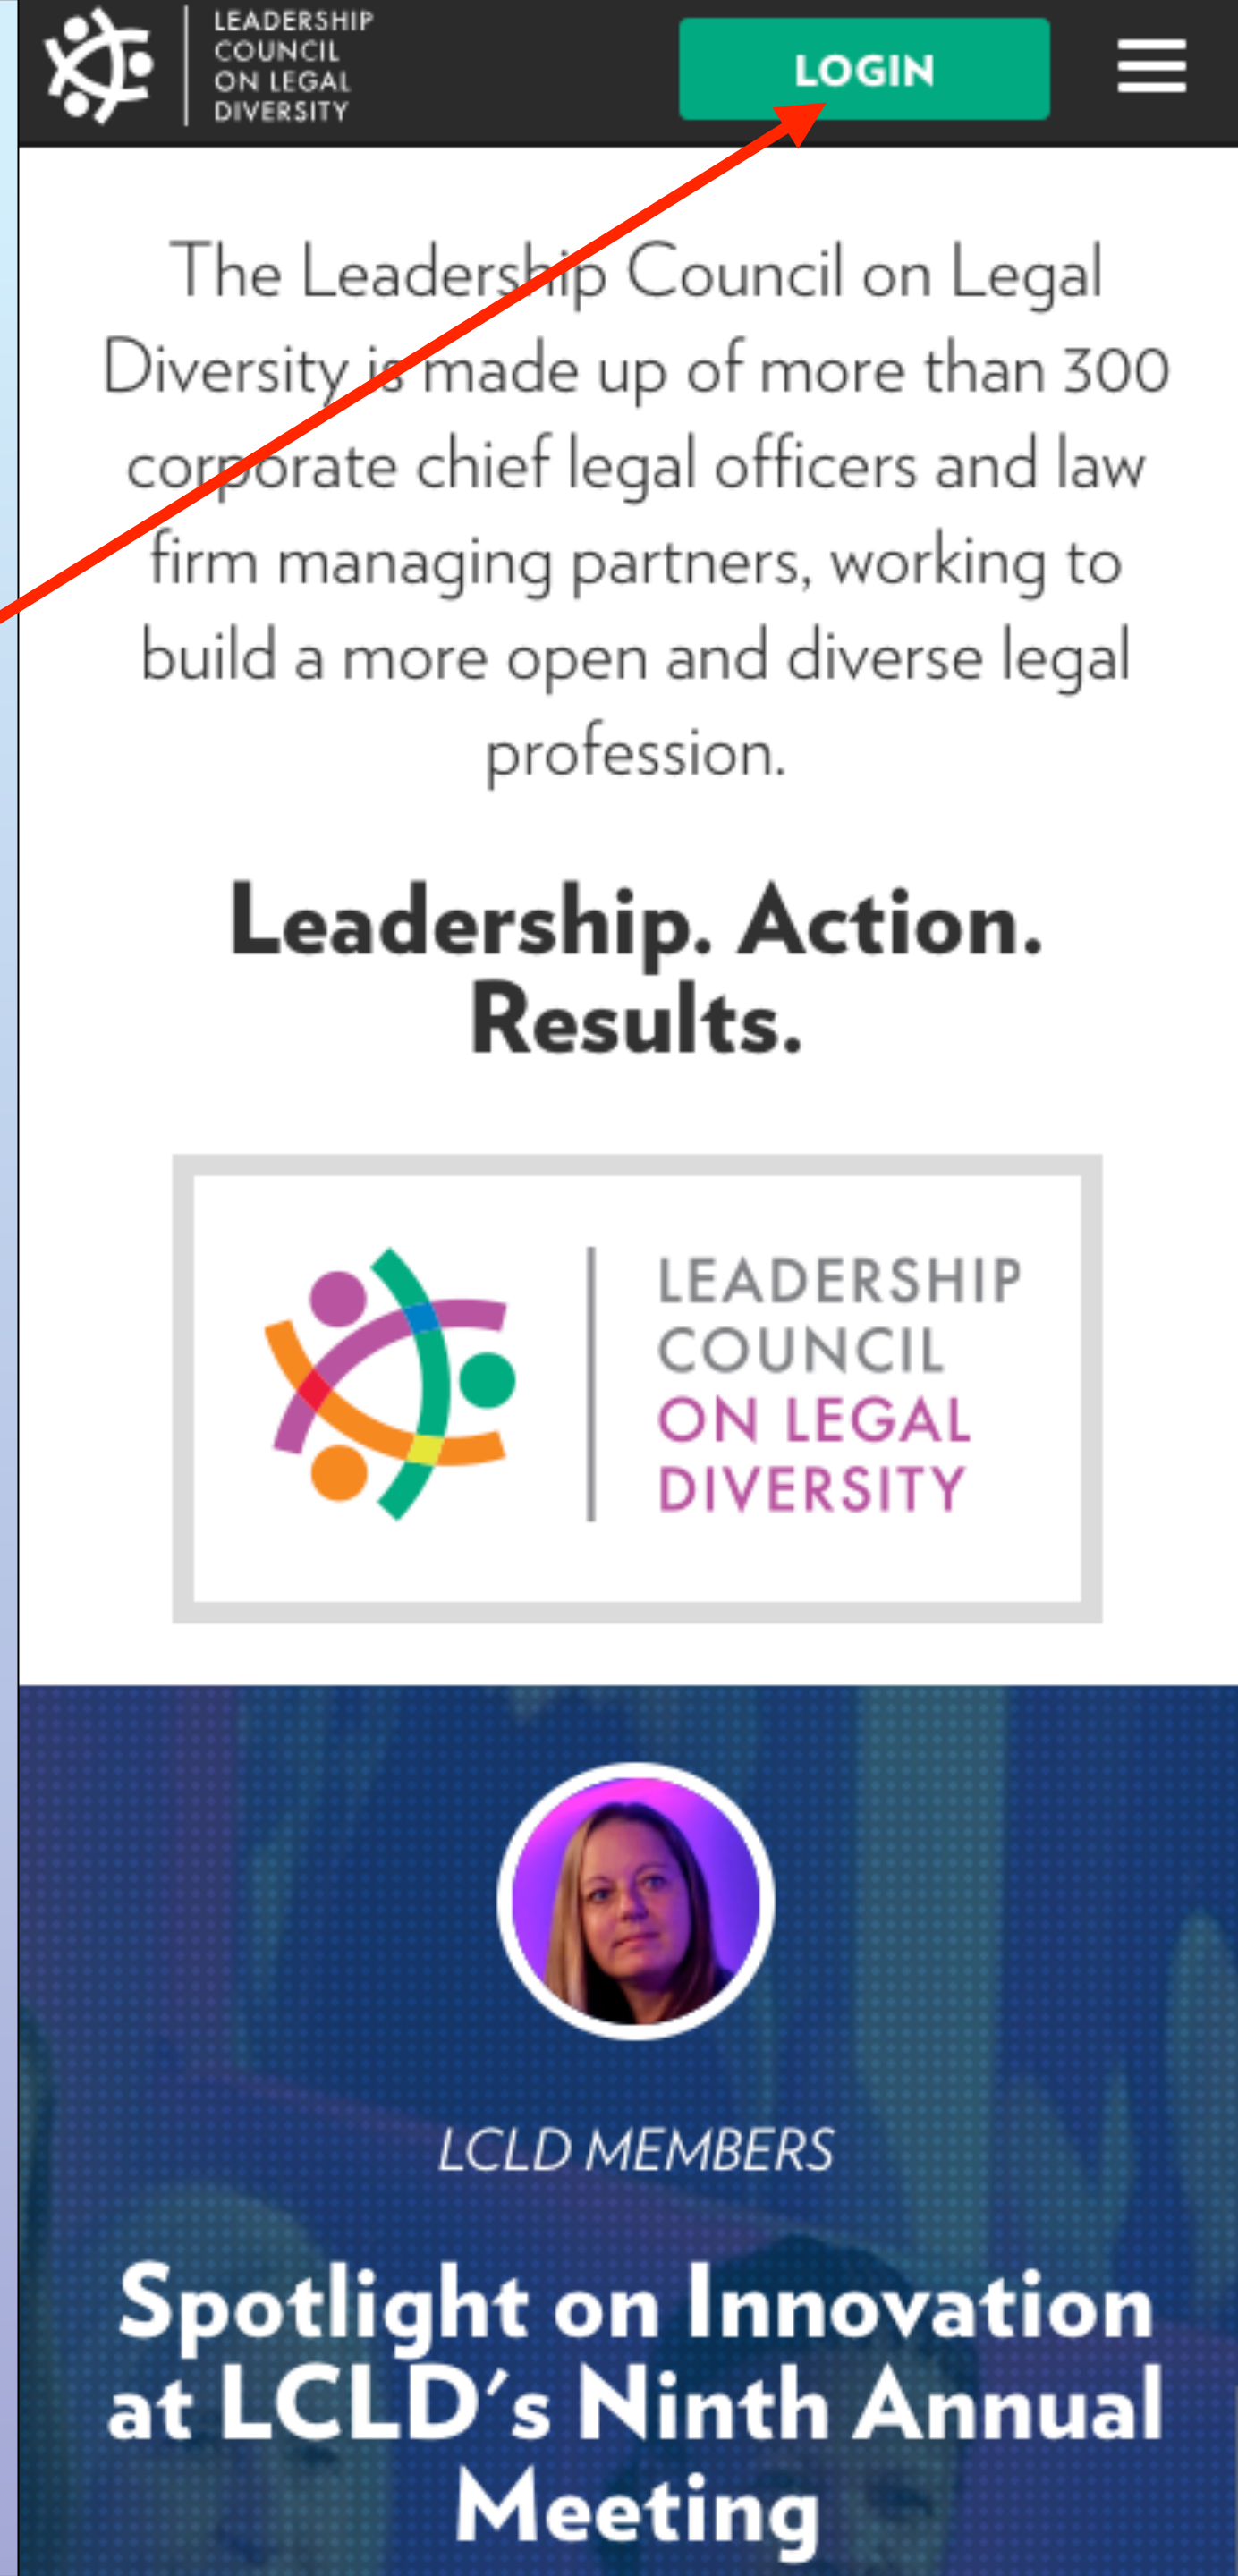 LEADERSHIP
COUNCIL
ON LEGAL
DIVERSITY
LOGIN
The Leadership Council on Legal
Diversity is made up of more than 300
corporate chief legal officers and law
firm managing partners, working to
build a more open and diverse legal
profession.
Leadership. Action.
Results.
LEADERSHIP
COUNCIL
ON LEGAL
DIVERSITY
LCLD MEMBERS
Spotlight on Innovation
at LCLD's Ninth Annual
Meeting